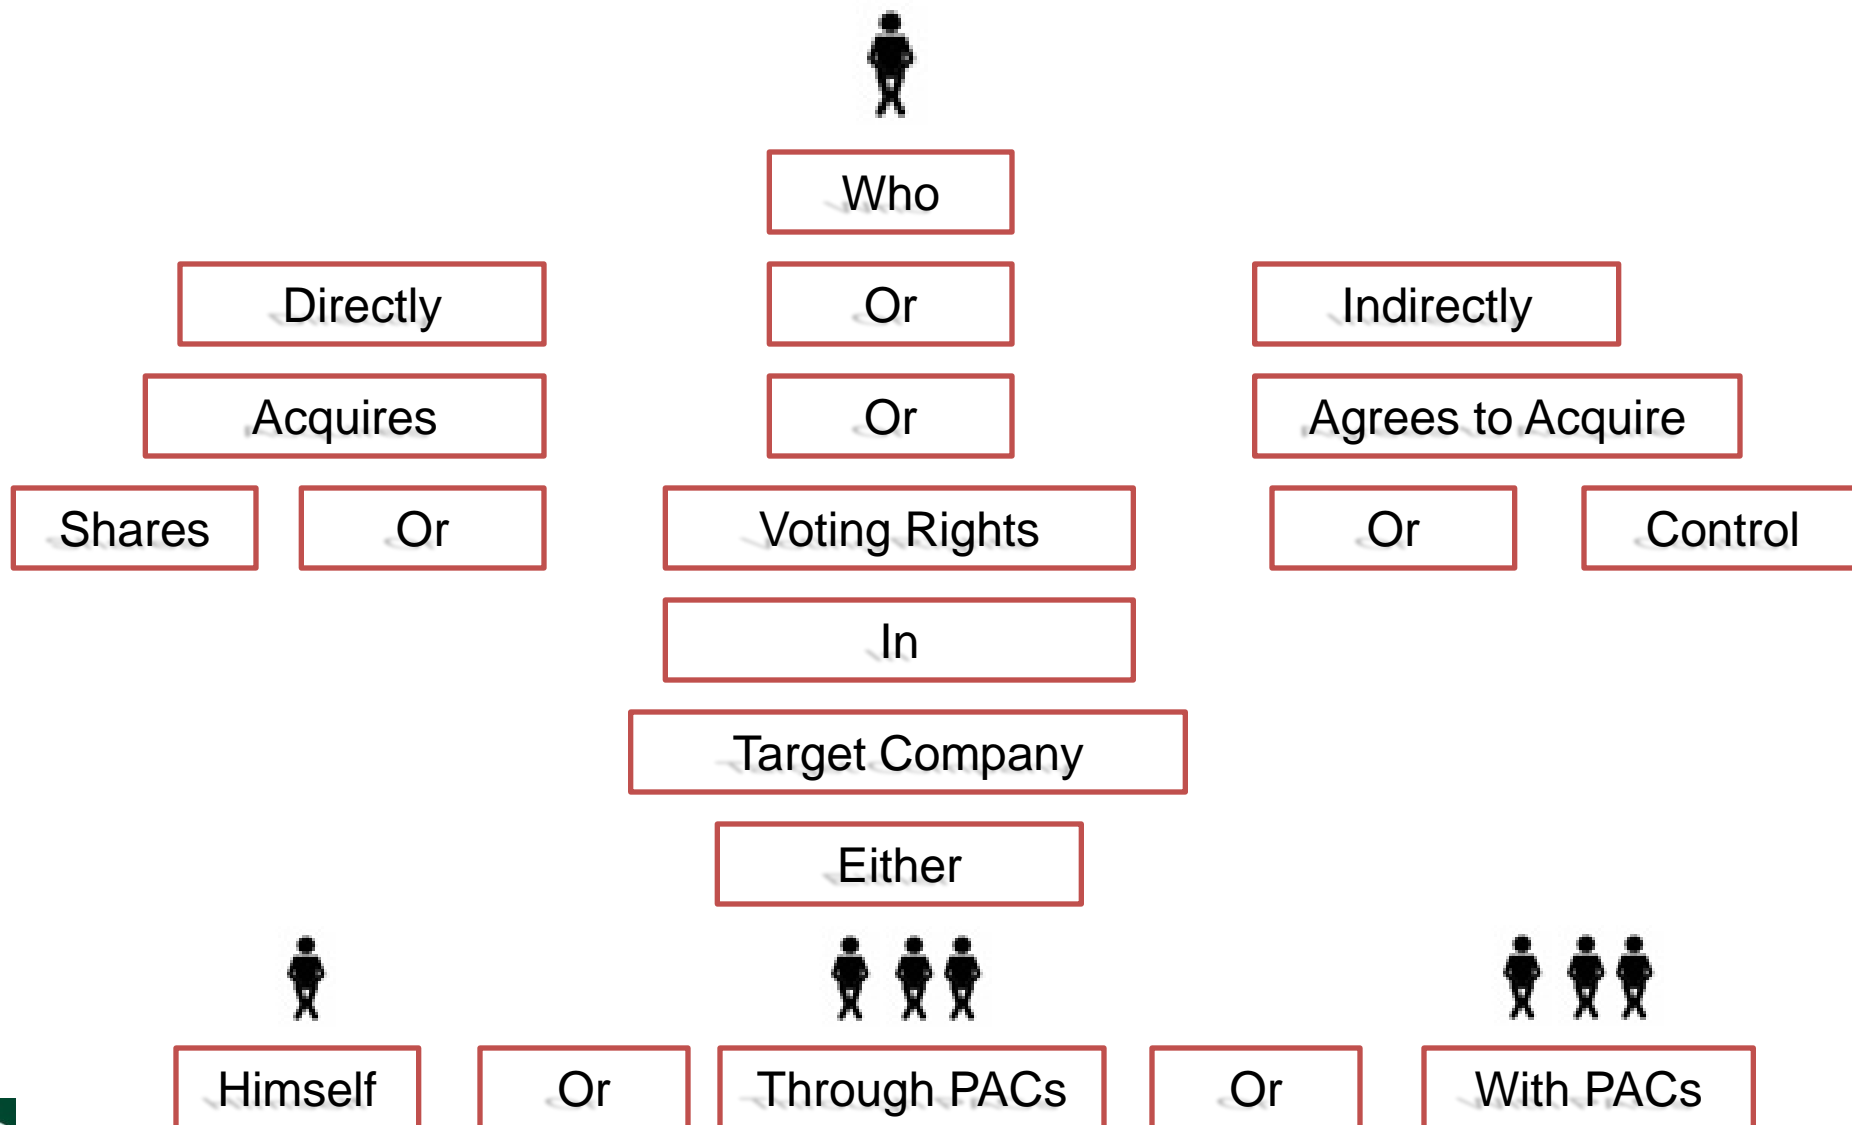 Who
Directly Or Indirectly
Acquires Or Agrees to Acquire
Shares Or Voting Rights Or Control
In
Target Company
Either
Himself Or Through PACs Or With PACs